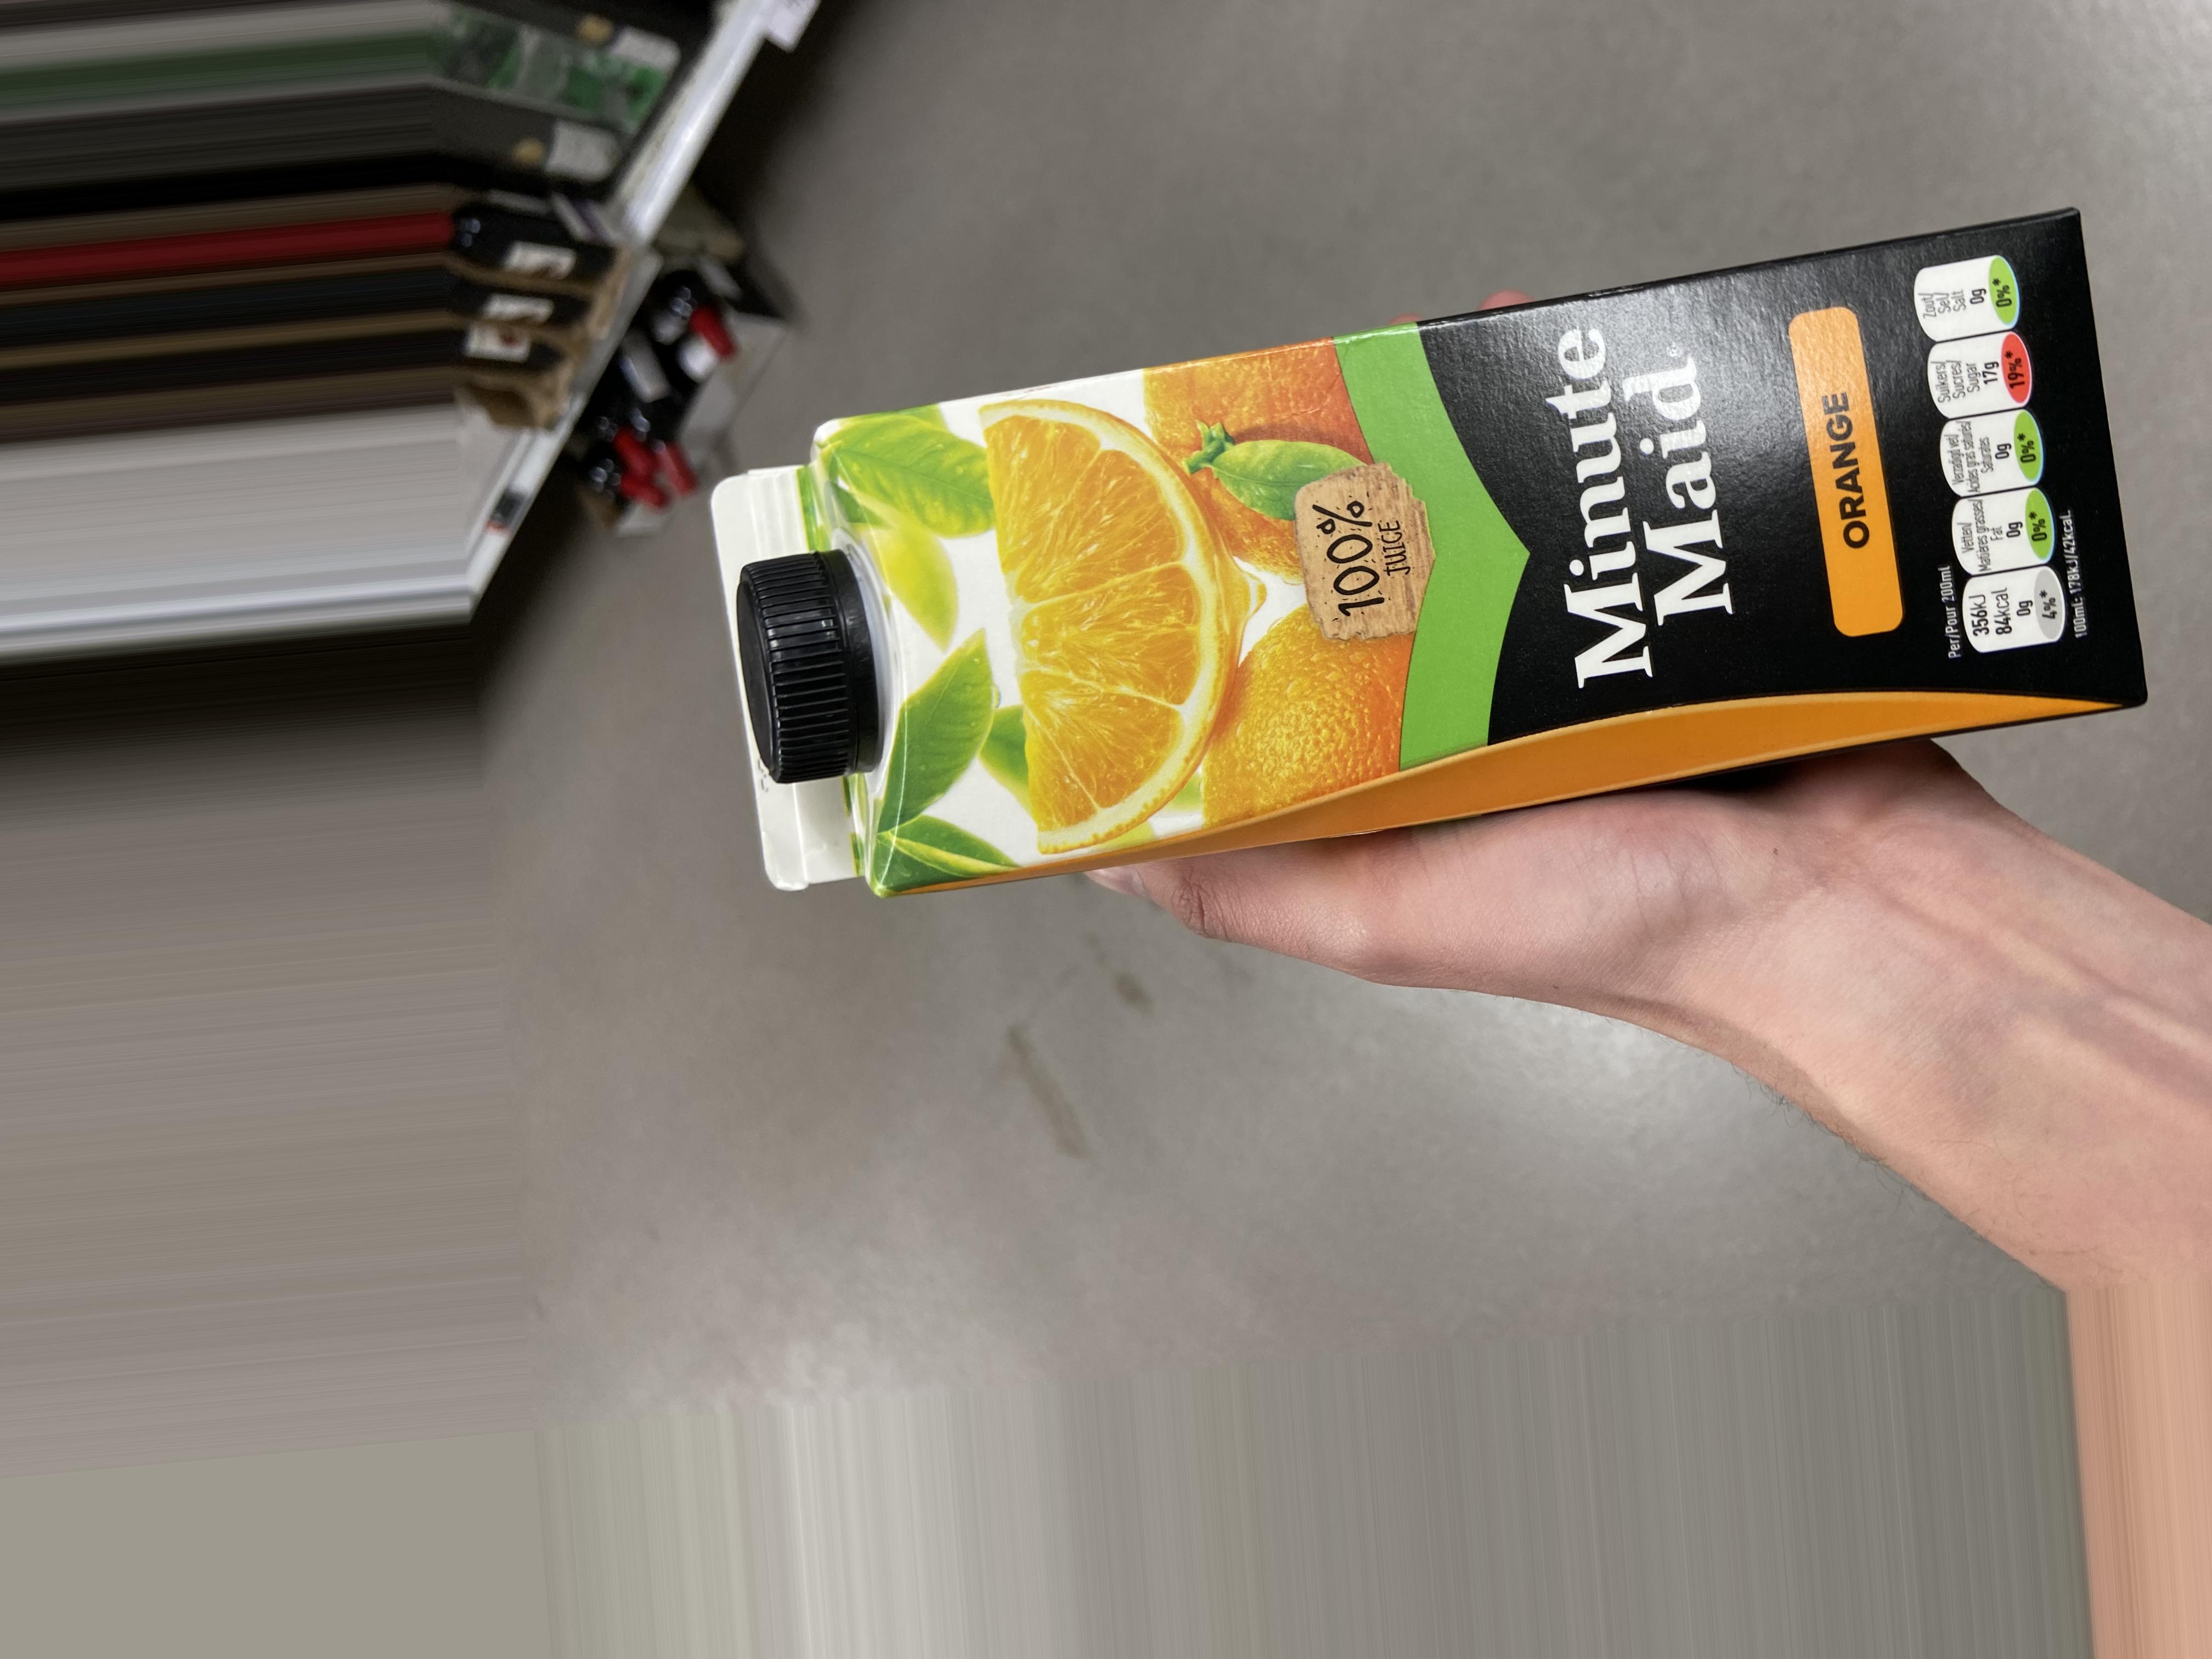 100%
JUICE
Minute
Maid
ORANGE
Per/Pour 200ml
356kJ
84kcal
0g
4%*
Vetten/
Matières grasses/
Fat
0g
0%*
Verzadigd vet/
Acides gras saturés/
Saturates
0g
0%*
Suikers/
Sucres
Sugar
17g
19%*
Zout/
Sel/
Salt
0g
0%*
100ml: 178kJ/42kcal.